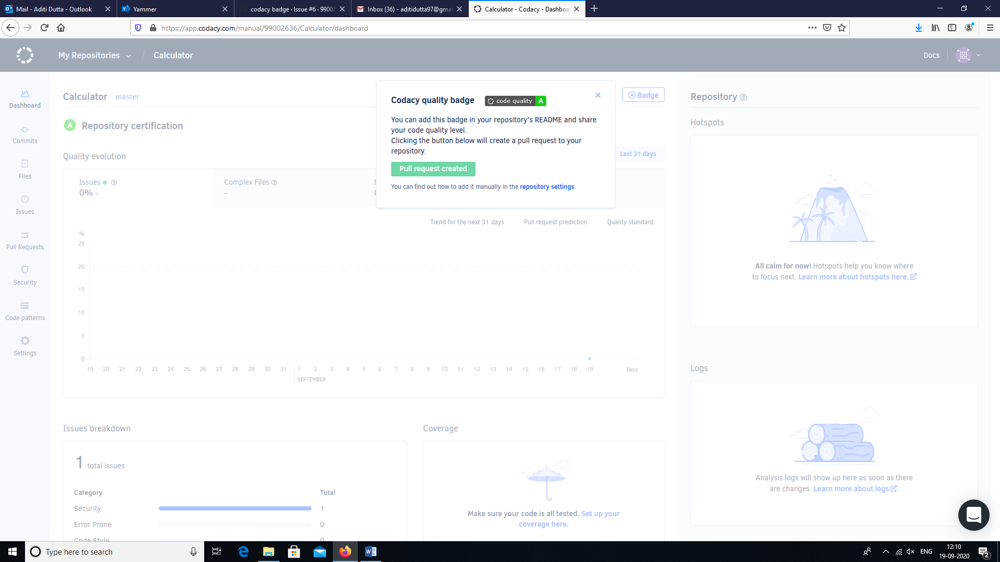 Mail - Aditi Dutta - Outlook
Yammer
codacy badge · Issue #6 · 99002
Inbox (36) - aditidutta97@gmai
Calculator - Codacy - Dashboa
https://app.codacy.com/manual/99002636/Calculator/dashboard
My Repositories / Calculator
Docs
Dashboard
Commits
Files
Issues
Pull Requests
Security
Code patterns
Settings
Calculator master
Badge
A Repository certification
Quality evolution
Last 31 days
Issues
0% =
Complex Files
-
Codacy quality badge
code quality A
You can add this badge in your repository's README and share
your code quality level.
Clicking the button below will create a pull request to your
repository.
Pull request created
You can find out how to add it manually in the repository settings.
Trend for the next 31 days Pull request prediction Quality standard
%
25
20
15
10
5
0
19 20 21 22 23 24 25 26 27 28 29 30 31 1 2 3 4 5 6 7 8 9 10 11 12 13 14 15 16 17 18 19 Days
SEPTEMBER
Issues breakdown
1 total issues
Category Total
Security 1
Error Prone 0
Code Style 0
Coverage
Make sure your code is all tested. Set up your
coverage here.
Repository
Hotspots
All calm for now! Hotspots help you know where
to focus next. Learn more about hotspots here.
Logs
Analysis logs will show up here as soon as there
are changes. Learn more about logs.
Type here to search
ENG
12:10
19-09-2020
2